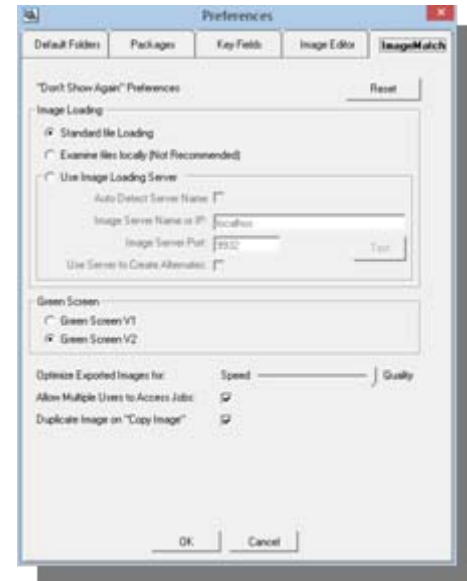 Preferences
Default Folders Packages Key Fields Image Editor ImageMatch
"Don't Show Again" Preferences Reset
Image Loading
Standard file Loading
Examine files locally (Not Recommended)
Use Image Loading Server
Auto Detect Server Name
Image Server Name or IP: localhost
Image Server Port: 9932
Use Server to Create Alternates: Test
Green Screen
Green Screen V1
Green Screen V2
Optimize Exported Images for: Speed Quality
Allow Multiple Users to Access Jobs:
Duplicate Image on "Copy Image"
OK Cancel